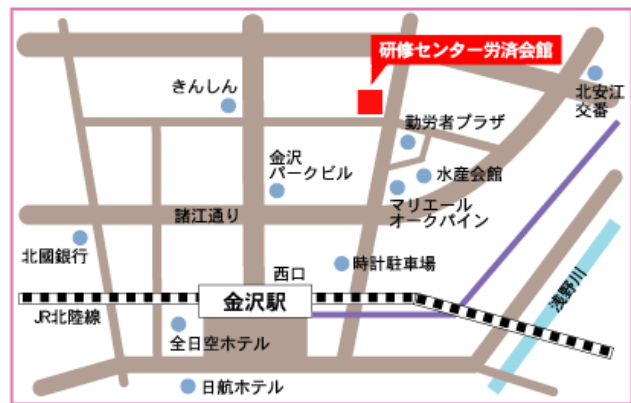 研修センター労済会館
きんしん
北安江
交番
勤労者プラザ
金沢
パークビル
水産会館
マリエール
オークパイン
諸江通り
北國銀行
西口
時計駐車場
金沢駅
浅野川
JR北陸線
全日空ホテル
日航ホテル